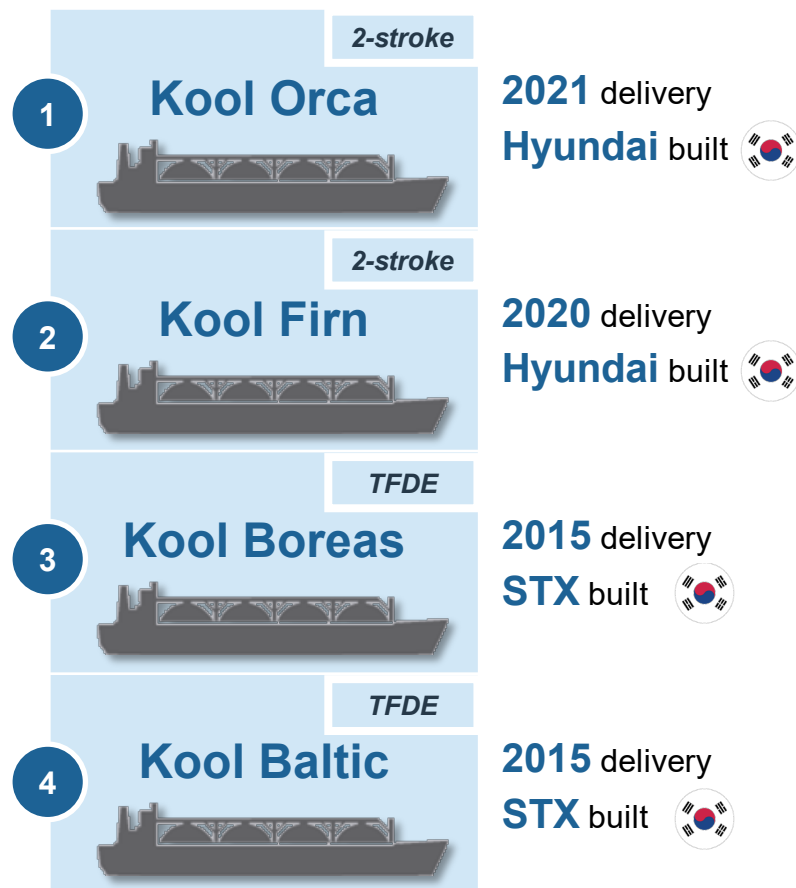 2-stroke
1
Kool Orca
2021 delivery
Hyundai built
2-stroke
2
Kool Firn
2020 delivery
Hyundai built
TFDE
3
Kool Boreas
2015 delivery
STX built
TFDE
4
Kool Baltic
2015 delivery
STX built